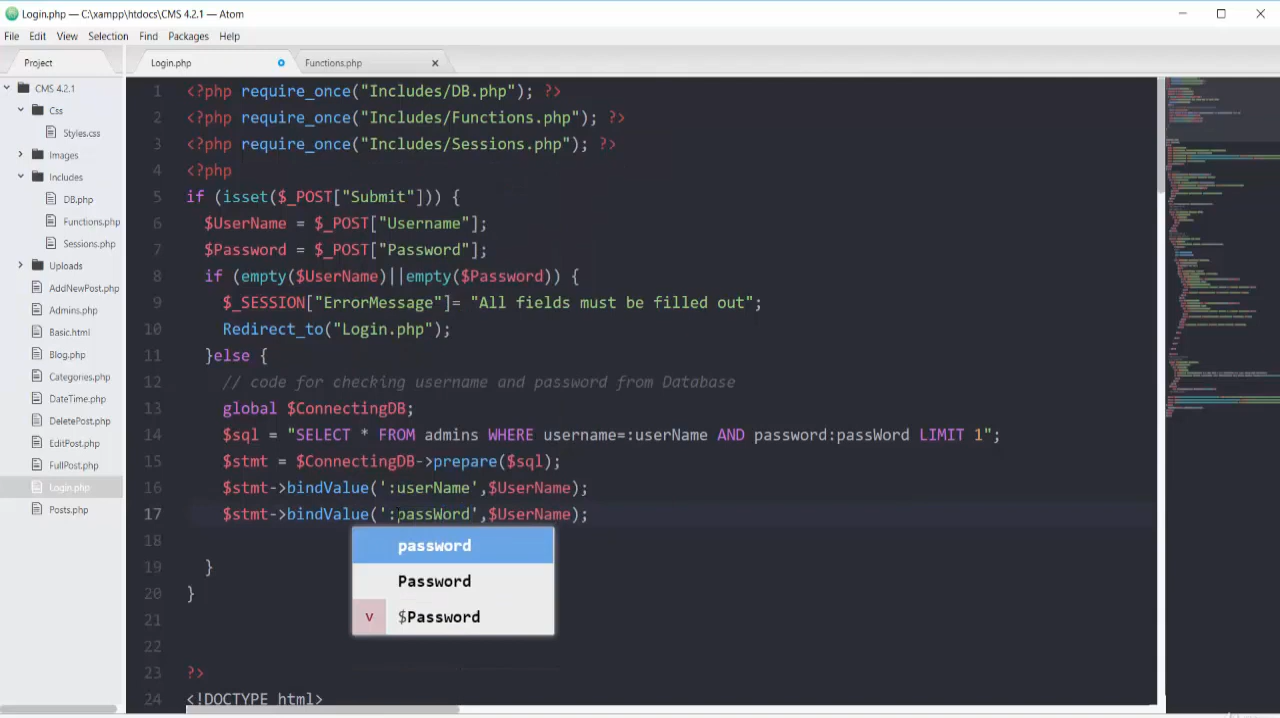 Login.php — C:\xampp\htdocs\CMS 4.2.1 — Atom
File Edit View Selection Find Packages Help
Project
Login.php
Functions.php
CMS 4.2.1
Css
Styles.css
Images
Includes
DB.php
Functions.php
Sessions.php
Uploads
AddNewPost.php
Admins.php
Basic.html
Blog.php
Categories.php
DateTime.php
DeletePost.php
EditPost.php
FullPost.php
Login.php
Posts.php
1 <?php require_once("Includes/DB.php"); ?>
2 <?php require_once("Includes/Functions.php"); ?>
3 <?php require_once("Includes/Sessions.php"); ?>
4 <?php
5 if (isset($_POST["Submit"])) {
6 $UserName = $_POST["Username"];
7 $Password = $_POST["Password"];
8 if (empty($UserName)||empty($Password)) {
9 $_SESSION["ErrorMessage"]= "All fields must be filled out";
10 Redirect_to("Login.php");
11 }else {
12 // code for checking username and password from Database
13 global $ConnectingDB;
14 $sql = "SELECT * FROM admins WHERE username=:userName AND password:passWord LIMIT 1";
15 $stmt = $ConnectingDB->prepare($sql);
16 $stmt->bindValue(':userName',$UserName);
17 $stmt->bindValue(':passWord',$UserName);
18
password
Password
v $Password
19 }
20 }
21
22
23 ?>
24 <!DOCTYPE html>